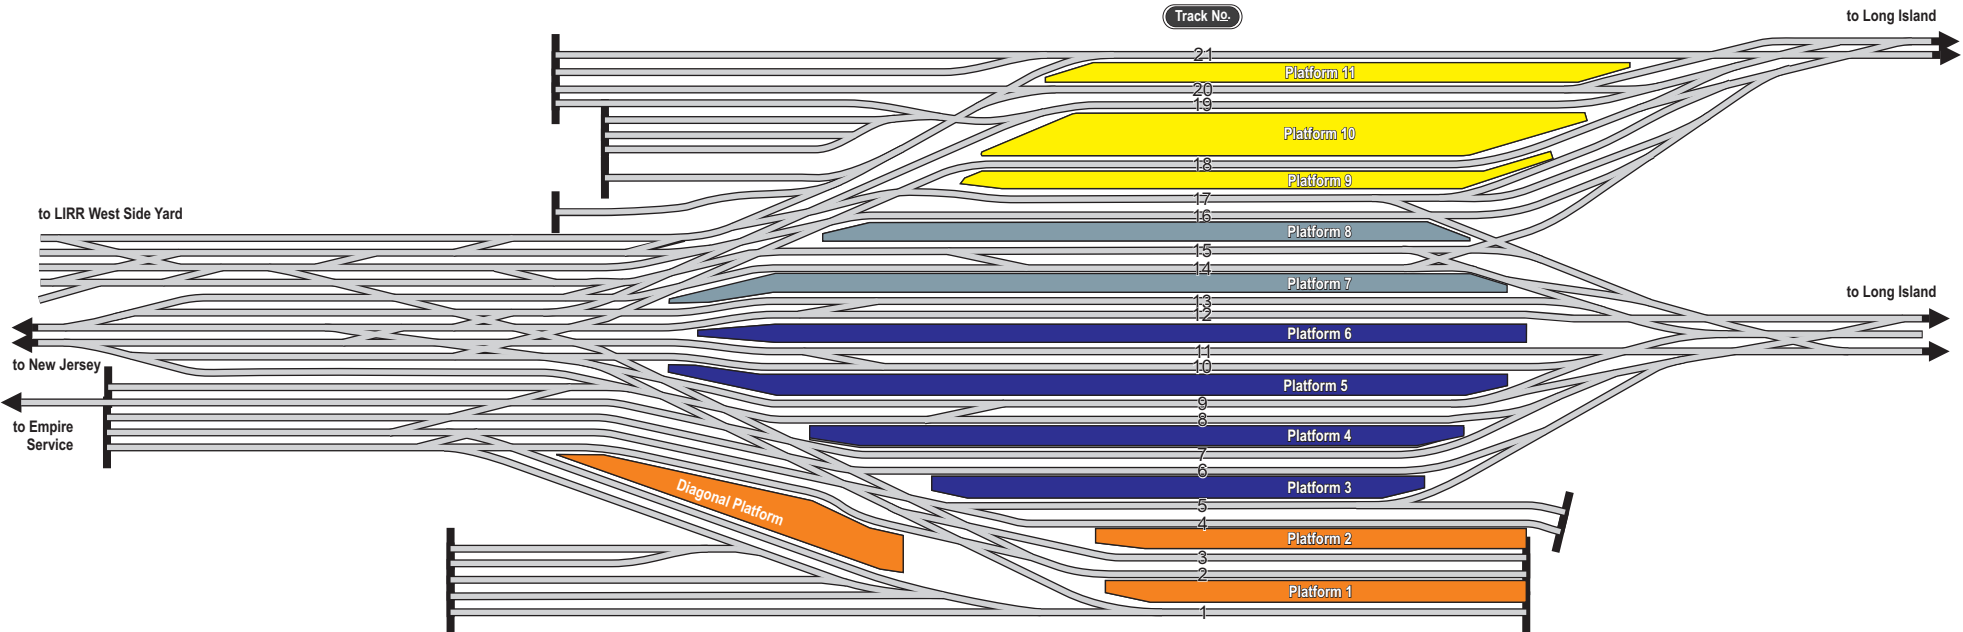 Track No.
to Long Island
21
Platform 11
20
19
Platform 10
18
Platform 9
17
to LIRR West Side Yard
16
Platform 8
15
14
Platform 7
to Long Island
13
12
Platform 6
11
to New Jersey
10
Platform 5
9
8
to Empire
Service
Platform 4
7
6
Platform 3
Diagonal Platform
5
4
Platform 2
3
2
Platform 1
1